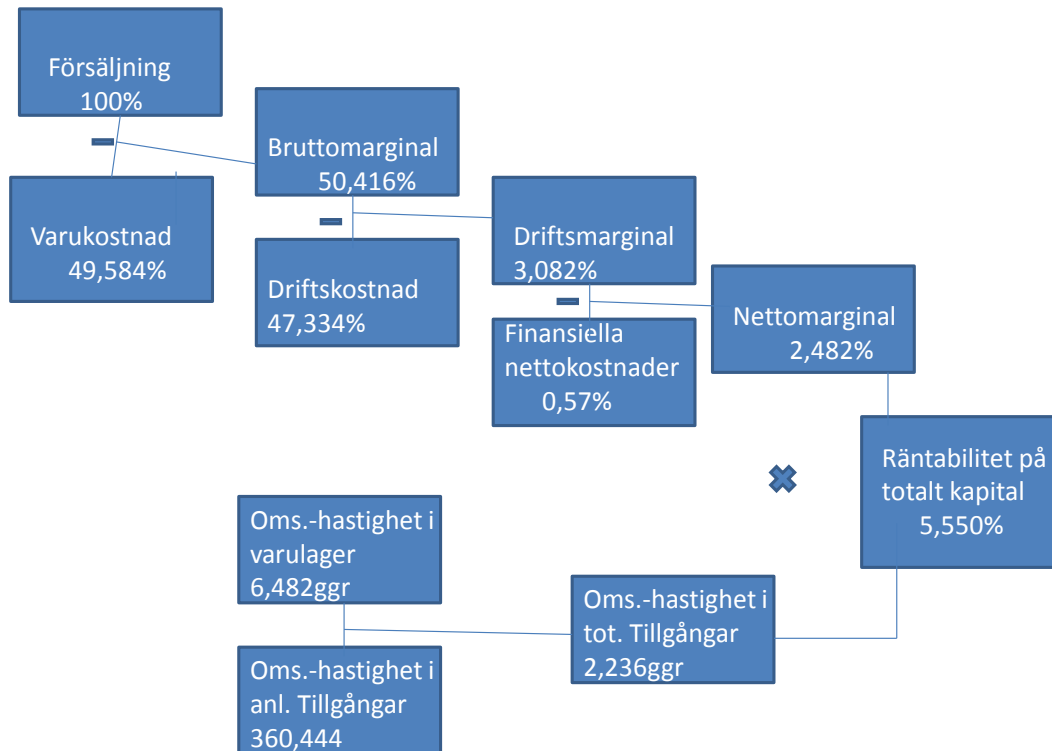 Försäljning
100%
Varukostnad
49,584%
Bruttomarginal
50,416%
Driftskostnad
47,334%
Driftsmarginal
3,082%
Finansiella
nettokostnader
0,57%
Nettomarginal
2,482%
Räntabilitet på
totalt kapital
5,550%
Oms.-hastighet i
varulager
6,482ggr
Oms.-hastighet i
anl. Tillgångar
360,444
Oms.-hastighet i
tot. Tillgångar
2,236ggr